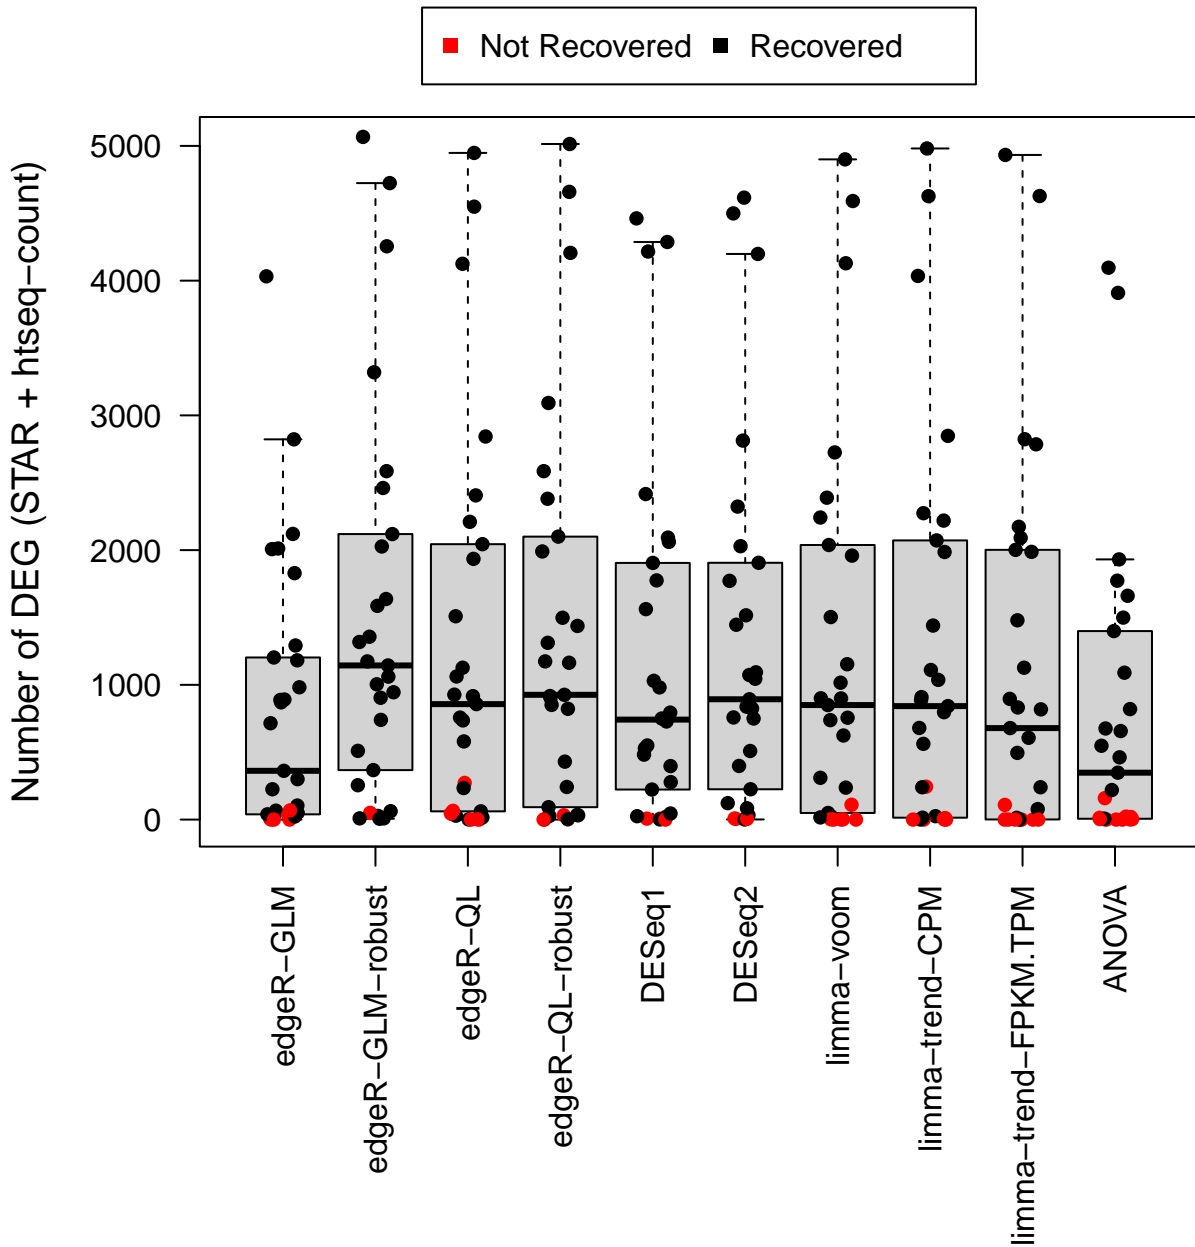 Not Recovered Recovered
Number of DEG (STAR + htseq−count)
5000
4000
3000
2000
1000
0
edgeR−GLM
edgeR−GLM−robust
edgeR−QL
edgeR−QL−robust
DESeq1
DESeq2
limma−voom
limma−trend−CPM
limma−trend−FPKM.TPM
ANOVA